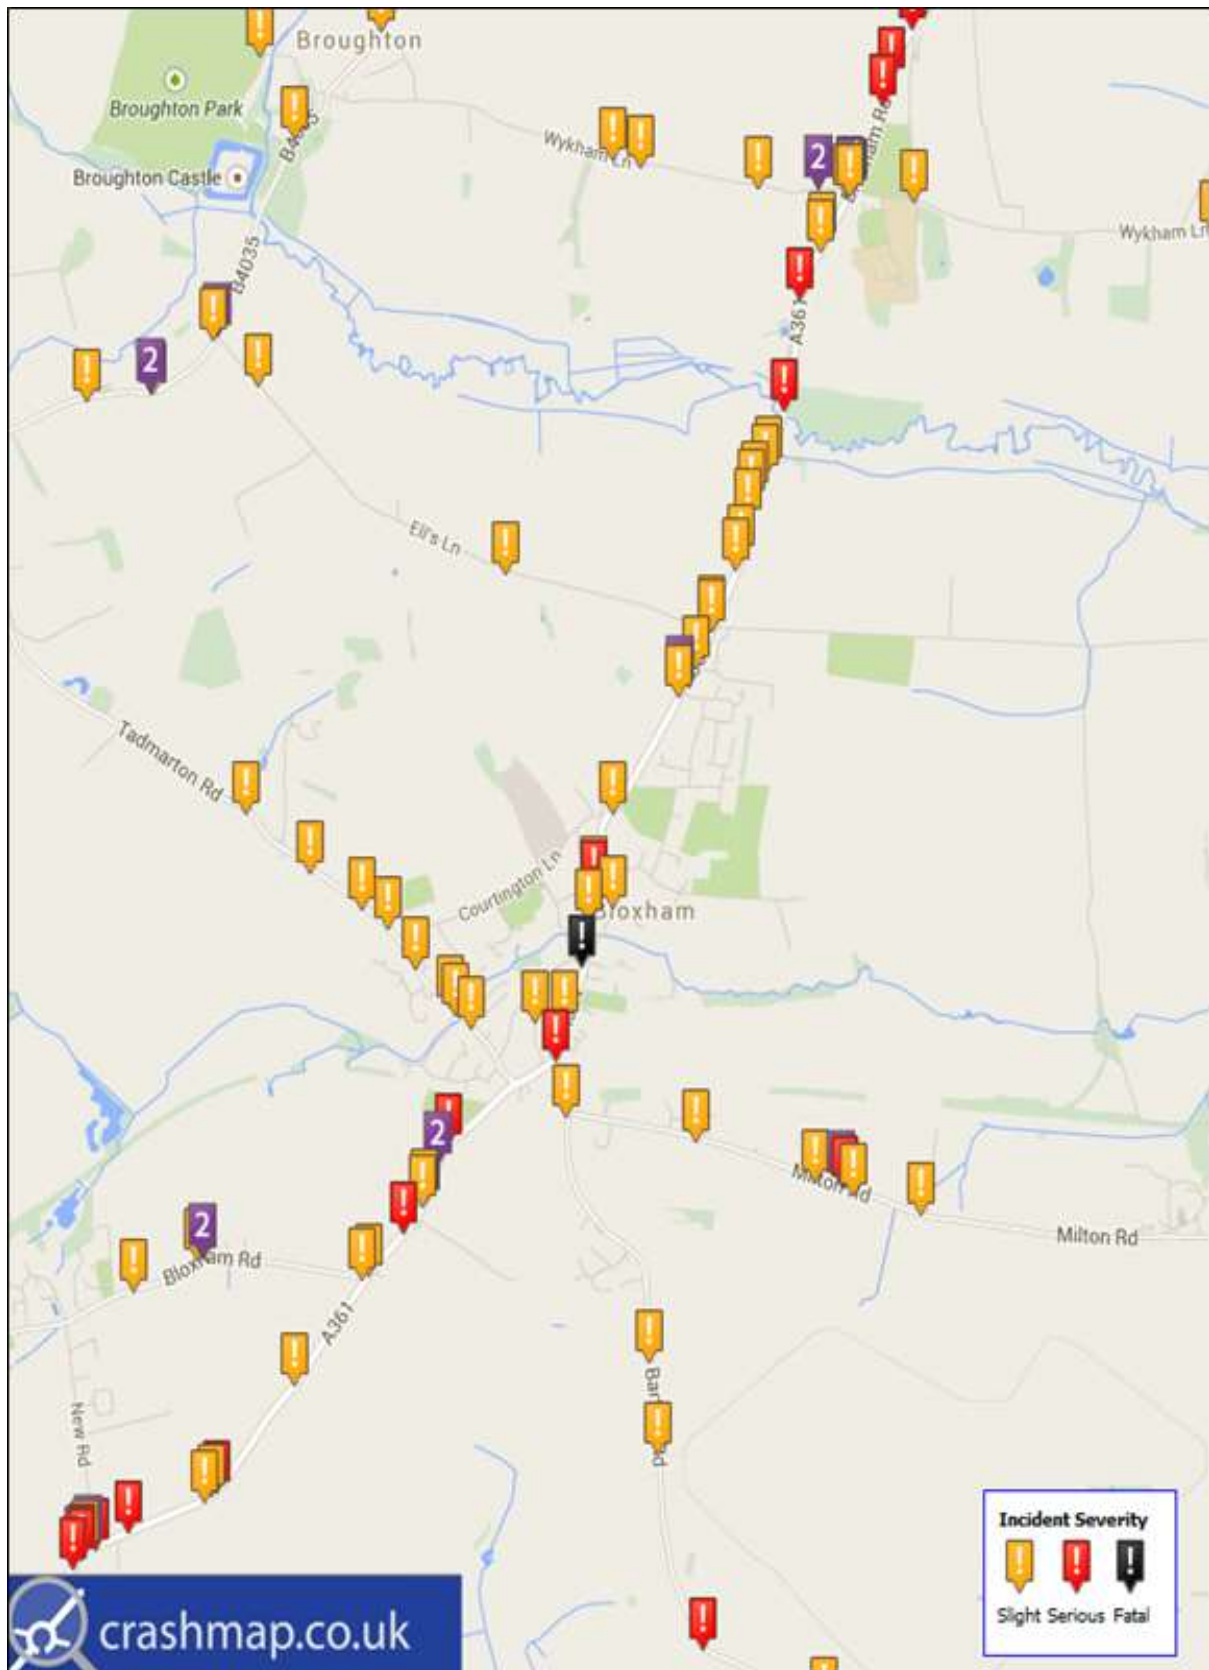 Broughton
Broughton Park
Broughton Castle
Wykham Ln
2
Wykham Ln
B4035
A361
2
Ell's Ln
Tadmarton Rd
Courtington Ln
Bloxham
2
2
Bloxham Rd
Milton Rd
Milton Rd
A361
New Rd
Incident Severity
Slight Serious Fatal
crashmap.co.uk